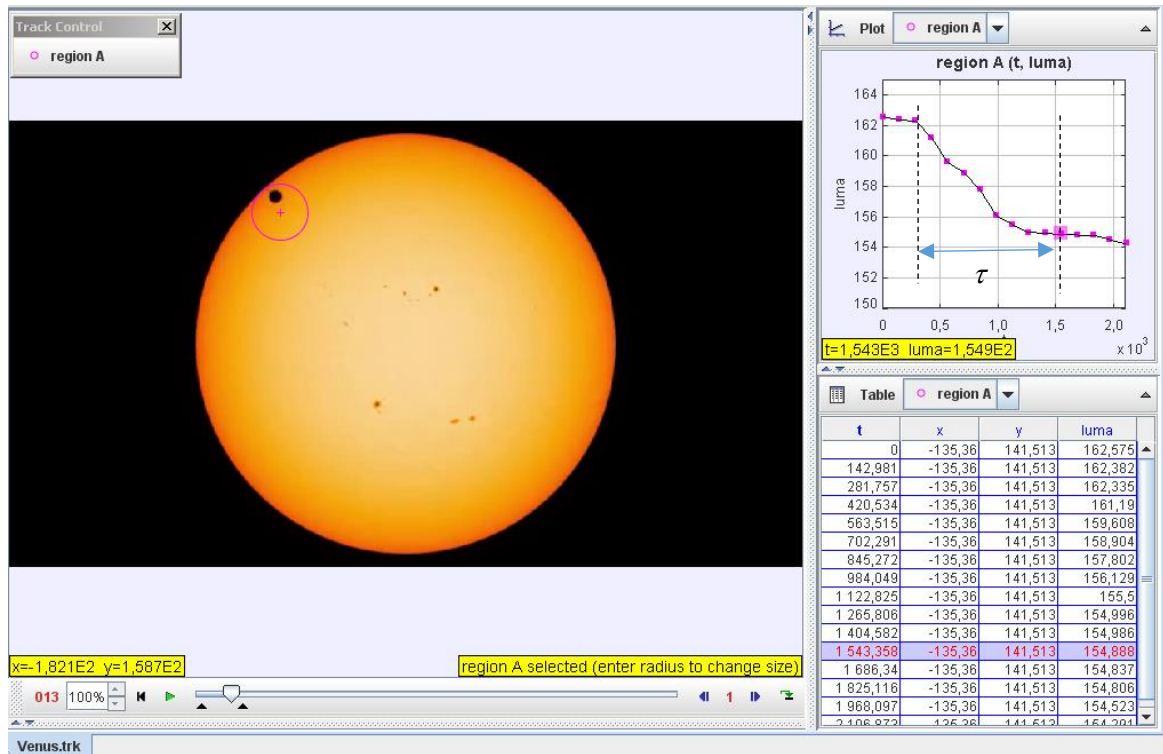 Track Control
region A
Plot region A
region A (t, luma)
164
162
160
158
156
154
152
150
luma
τ
0 0,5 1,0 1,5 2,0
x 10³
t=1,543E3 luma=1,549E2
Table region A
t x y luma
0 -135,36 141,513 162,575
142,981 -135,36 141,513 162,382
281,757 -135,36 141,513 162,335
420,534 -135,36 141,513 161,19
563,515 -135,36 141,513 159,608
702,291 -135,36 141,513 158,904
845,272 -135,36 141,513 157,802
984,049 -135,36 141,513 156,129
1 122,825 -135,36 141,513 155,5
1 265,806 -135,36 141,513 154,996
1 404,582 -135,36 141,513 154,986
1 543,358 -135,36 141,513 154,888
1 686,34 -135,36 141,513 154,837
1 825,116 -135,36 141,513 154,806
1 968,097 -135,36 141,513 154,523
2 106,873 -135,36 141,513 154,291
x=-1,821E2 y=1,587E2
region A selected (enter radius to change size)
013 100% 1
Venus.trk